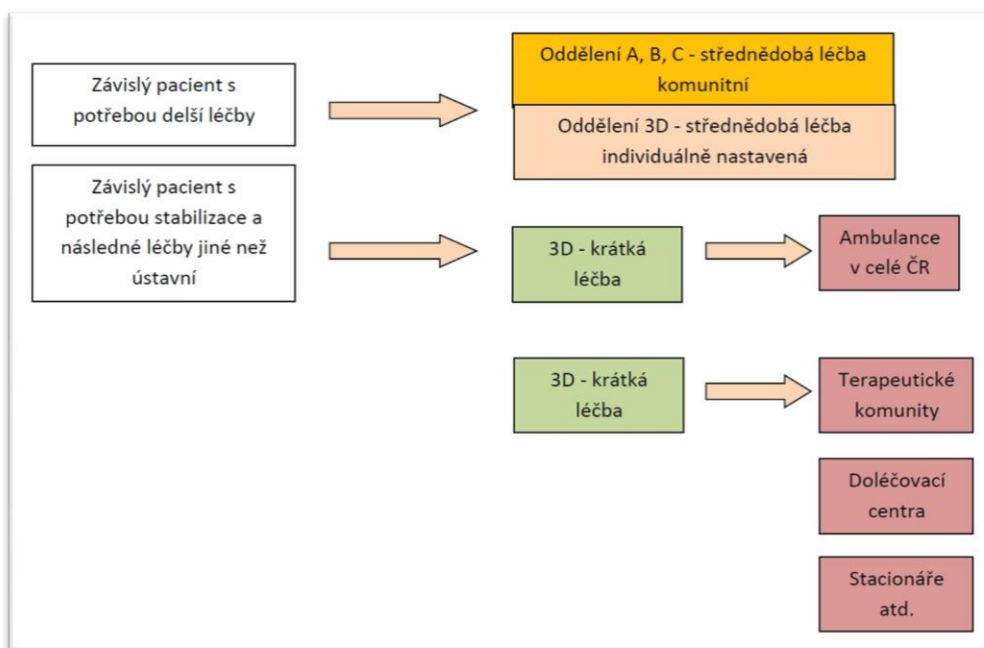 Závislý pacient s
potřebou delší léčby
Oddělení A, B, C - střednědobá léčba
komunitní
Oddělení 3D - střednědobá léčba
individuálně nastavená
Závislý pacient s
potřebou stabilizace a
následné léčby jiné než
ústavní
3D - krátká
léčba
Ambulance
v celé ČR
3D - krátká
léčba
Terapeutické
komunity
Doléčovací
centra
Stacionáře
atd.